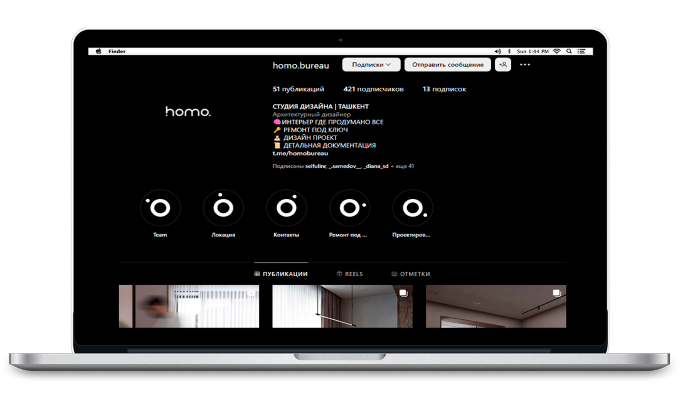 Finder
Sun 1:44 PM
homo.bureau
Подписки
Отправить сообщение
51 публикаций 421 подписчиков 13 подписок
homo.
СТУДИЯ ДИЗАЙНА | ТАШКЕНТ
Архитектурный дизайнер
🧠ИНТЕРЬЕР ГДЕ ПРОДУМАНО ВСЕ
🔑 РЕМОНТ ПОД КЛЮЧ
ДИЗАЙН ПРОЕКТ
📜 ДЕТАЛЬНАЯ ДОКУМЕНТАЦИЯ
t.me/homobureau
Подписаны seifulinr, _.samedov__, _diana_sd + еще 41
Team
Локация
Контакты
Ремонт под ...
Проектиров...
ПУБЛИКАЦИИ
REELS
ОТМЕТКИ